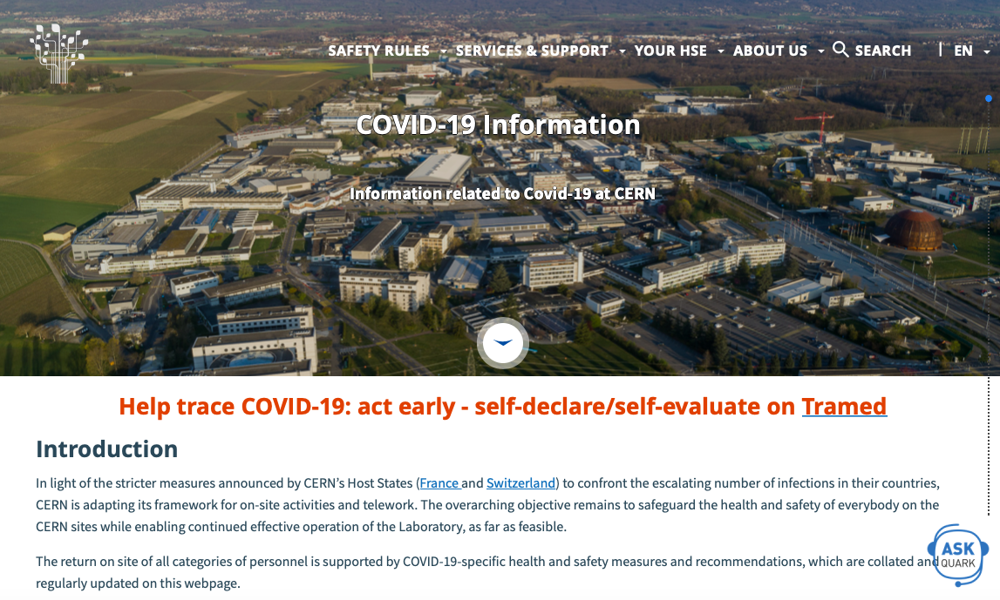 SAFETY RULES SERVICES & SUPPORT YOUR HSE ABOUT US SEARCH | EN
COVID-19 Information
Information related to Covid-19 at CERN
Help trace COVID-19: act early - self-declare/self-evaluate on Tramed
Introduction
In light of the stricter measures announced by CERN’s Host States (France and Switzerland) to confront the escalating number of infections in their countries,
CERN is adapting its framework for on-site activities and telework. The overarching objective remains to safeguard the health and safety of everybody on the
CERN sites while enabling continued effective operation of the Laboratory, as far as feasible.
The return on site of all categories of personnel is supported by COVID-19-specific health and safety measures and recommendations, which are collated and
regularly updated on this webpage.
ASK
QUARK